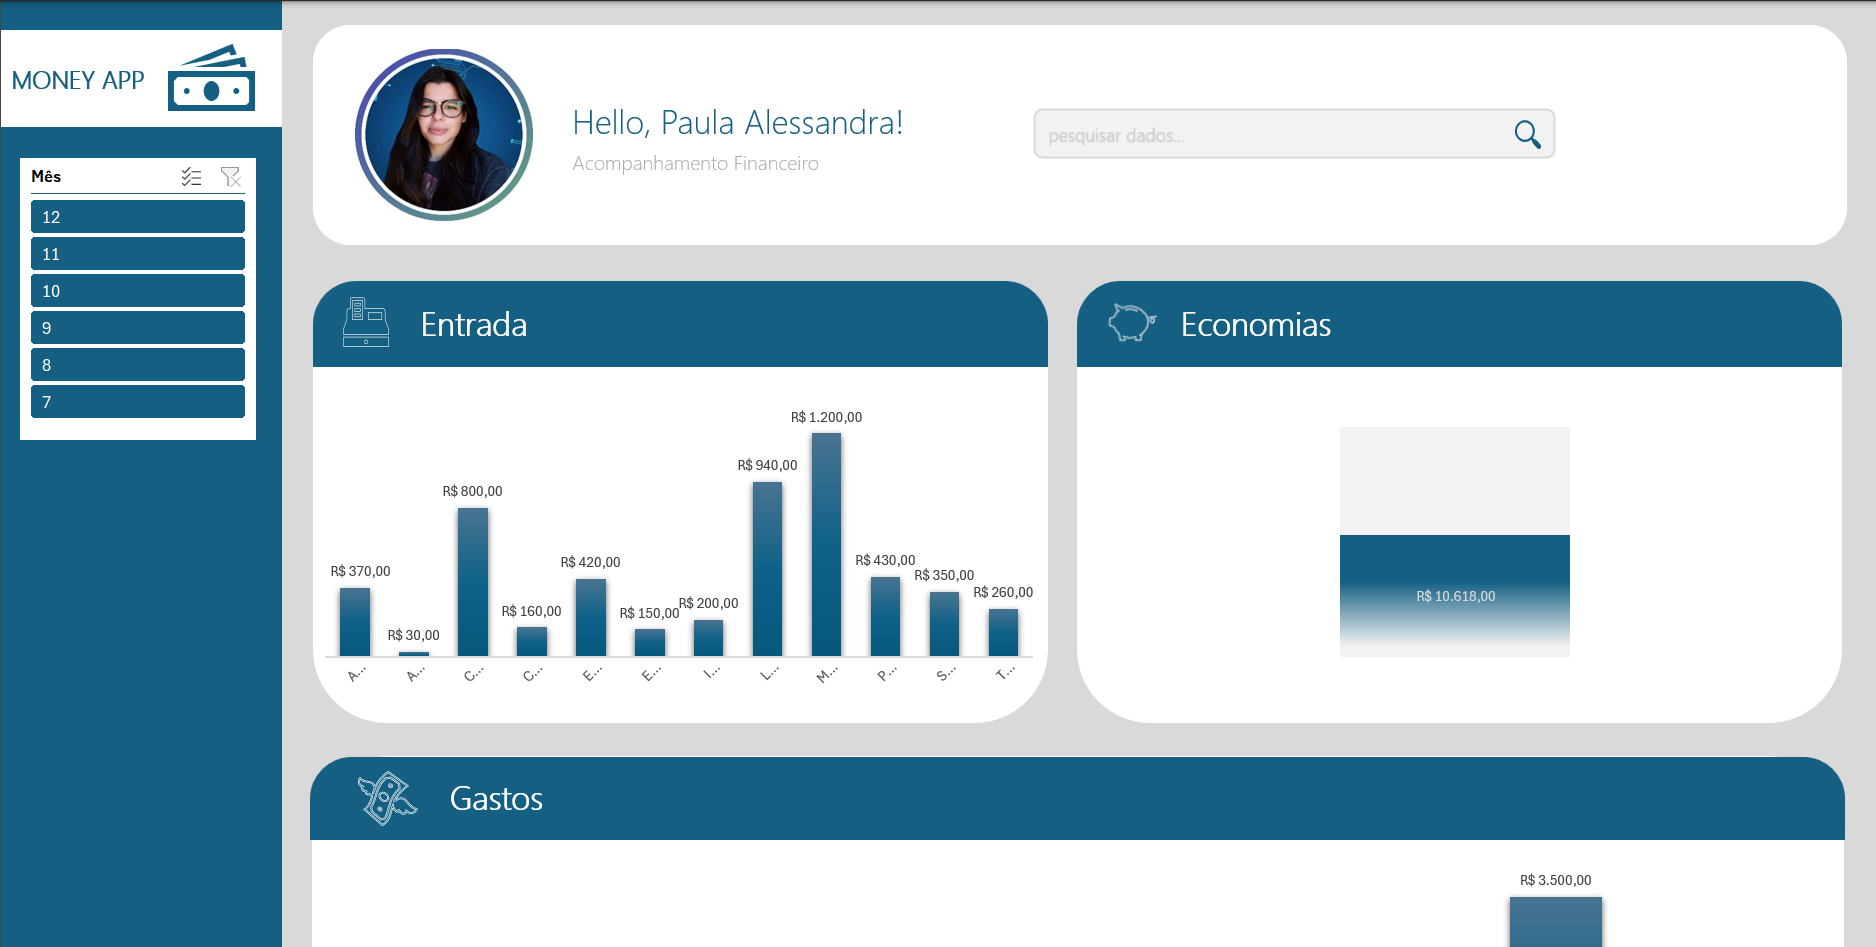 MONEY APP
Mês
12
11
10
9
8
7
Hello, Paula Alessandra!
Acompanhamento Financeiro
pesquisar dados...
Entrada
R$ 1.200,00
R$ 940,00
R$ 800,00
R$ 420,00
R$ 430,00
R$ 370,00
R$ 350,00
R$ 260,00
R$ 160,00
R$ 150,00
R$ 200,00
R$ 30,00
A...
A...
C...
C...
E...
E...
I...
L...
M...
P...
S...
T...
Economias
R$ 10.618,00
Gastos
R$ 3.500,00